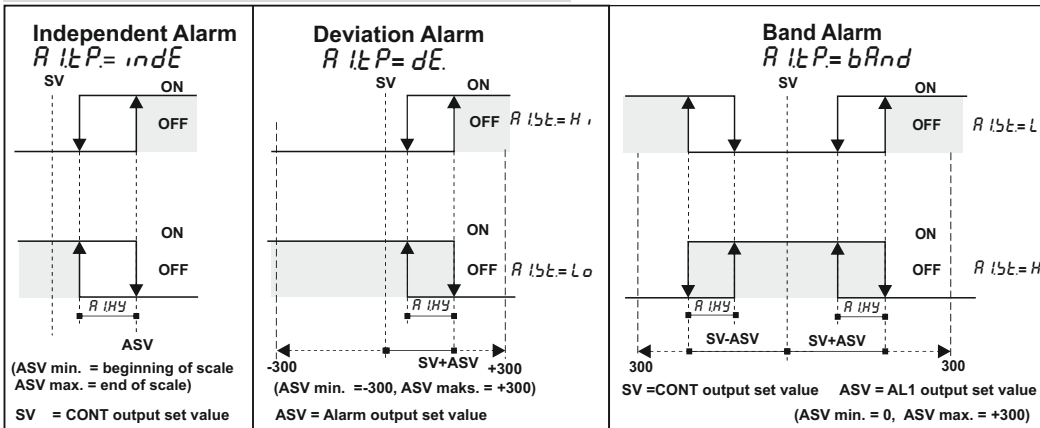 Independent Alarm
A1.tP.= indE
SV
ON
OFF
ON
OFF
A1.HY
ASV
(ASV min. = beginning of scale
ASV max. = end of scale)
SV = CONT output set value
Deviation Alarm
A1.tP= dE.
SV
ON
OFF A1.St.= Hi
ON
OFF A1.St.= Lo
A1.HY
SV+ASV
-300 +300
(ASV min. =-300, ASV maks. = +300)
ASV = Alarm output set value
Band Alarm
A1.tP.= bAnd
SV
ON
OFF A1.St.= L
ON
OFF A1.St.= H
A1.HY A1.HY
SV-ASV SV+ASV
300 300
SV =CONT output set value ASV = AL1 output set value
(ASV min. = 0, ASV max. = +300)